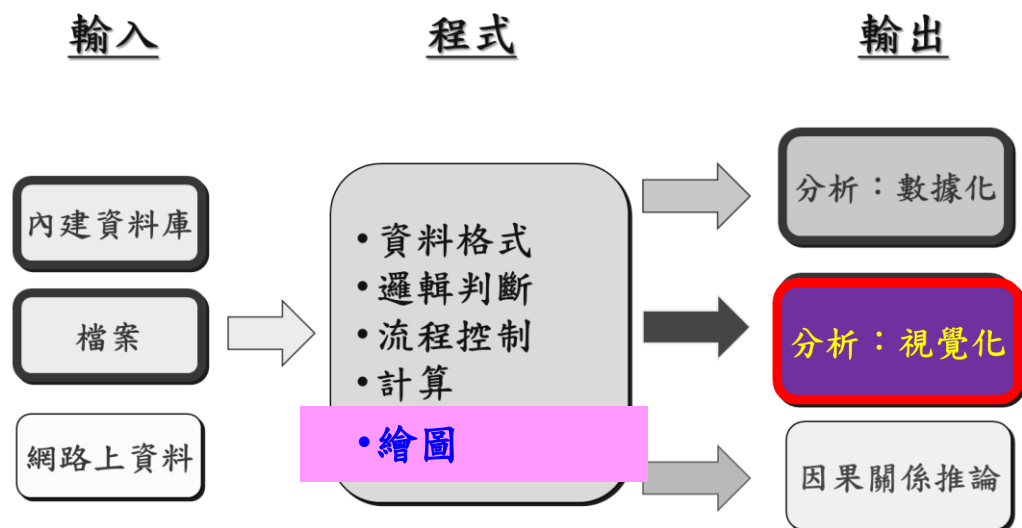 輸入
程式
輸出
內建資料庫
檔案
網路上資料
•資料格式
•邏輯判斷
•流程控制
•計算
•繪圖
分析：數據化
分析：視覺化
因果關係推論